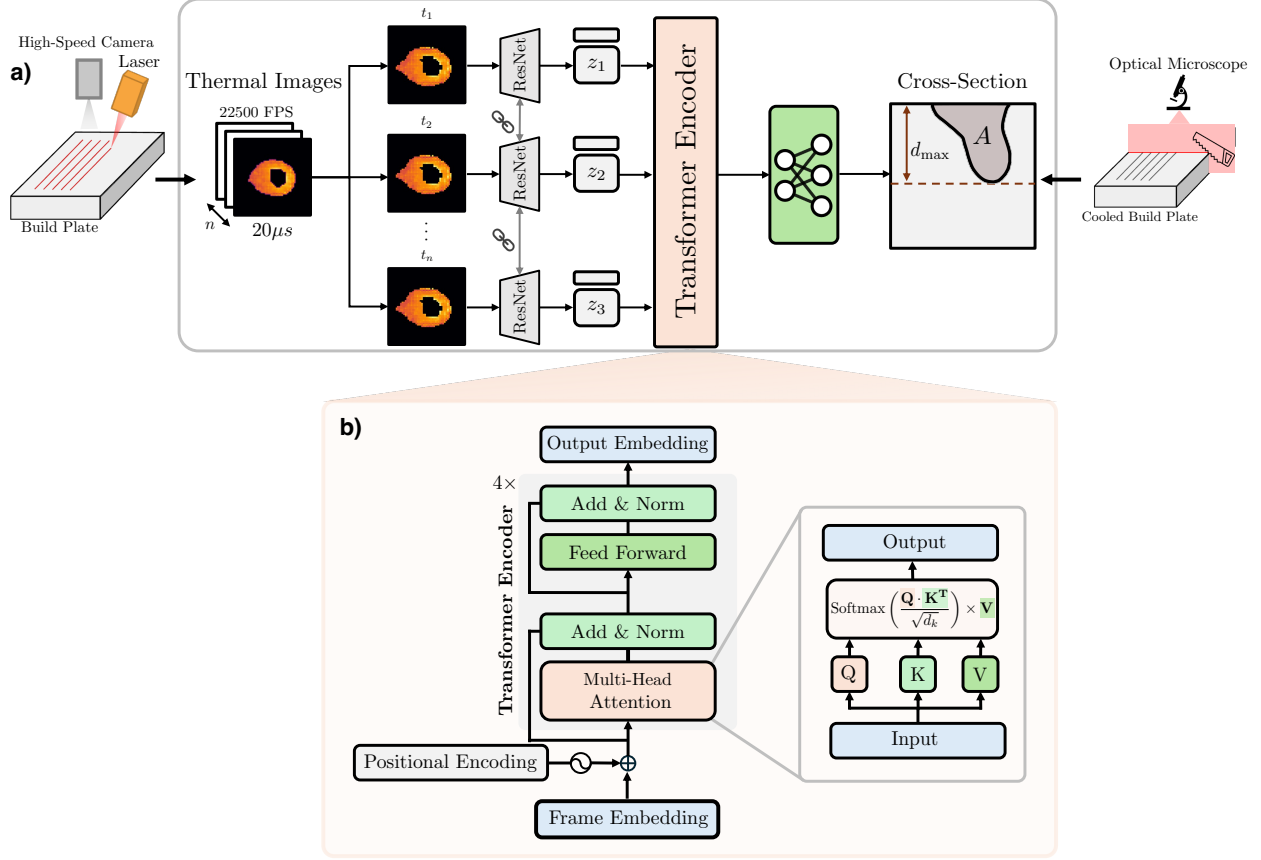 a)
High-Speed Camera
Laser
Build Plate
Thermal Images
22500 FPS
n
20μs
t₁
t₂
⋮
tₙ
ResNet
ResNet
ResNet
z₁
z₂
z₃
Transformer Encoder
Cross-Section
d_max
A
Optical Microscope
Cooled Build Plate
b)
Output Embedding
4×
Transformer Encoder
Add & Norm
Feed Forward
Add & Norm
Multi-Head
Attention
Positional Encoding
Frame Embedding
Output
Softmax (Q · K^T / √d_k) × V
Q
K
V
Input